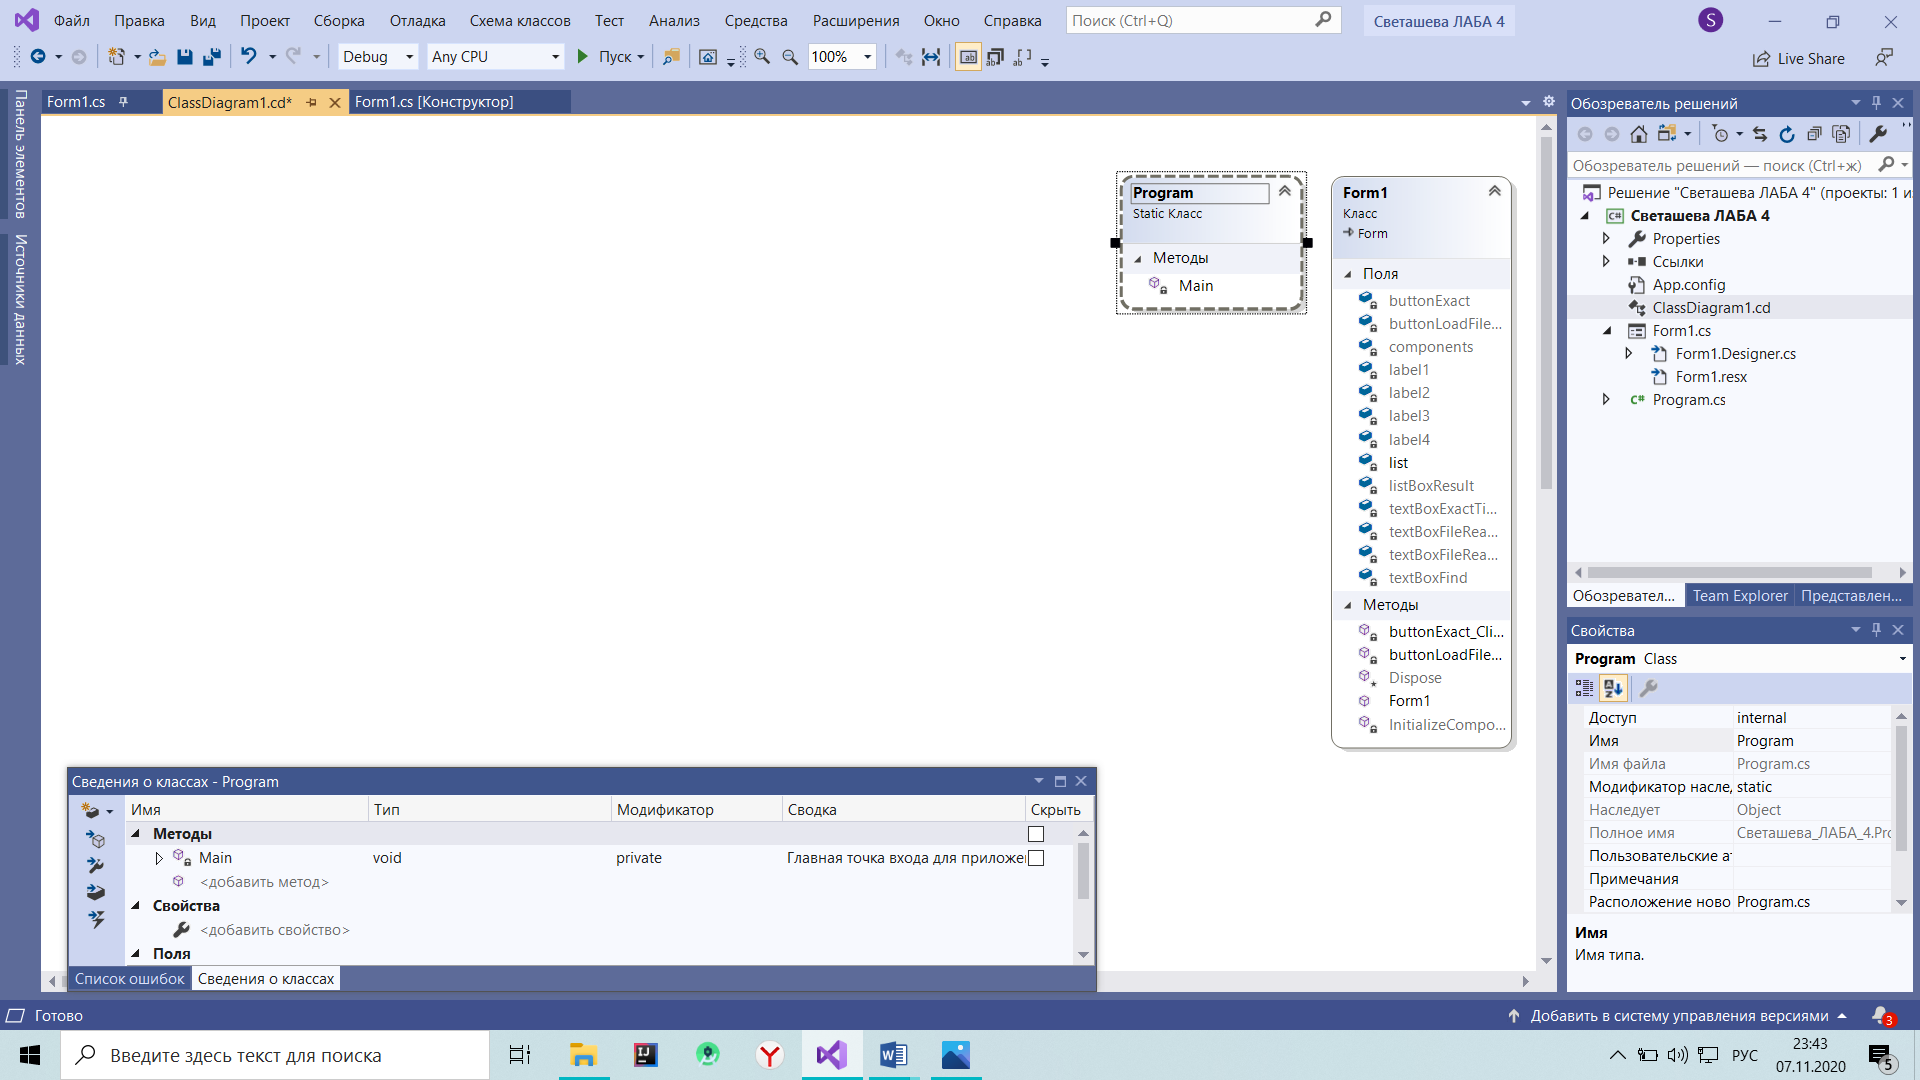 Файл Правка Вид Проект Сборка Отладка Схема классов Тест Анализ Средства Расширения Окно Справка Поиск (Ctrl+Q) Светашева ЛАБА 4 S
Debug Any CPU Пуск 100% Live Share
Панель элементов
Источники данных
Form1.cs ClassDiagram1.cd* Form1.cs [Конструктор]
Program
Static Класс
Методы
Main
Form1
Класс
Form
Поля
buttonExact
buttonLoadFile...
components
label1
label2
label3
label4
list
listBoxResult
textBoxExactTi...
textBoxFileRea...
textBoxFileRea...
textBoxFind
Методы
buttonExact_Cli...
buttonLoadFile...
Dispose
Form1
InitializeCompo...
Обозреватель решений
Обозреватель решений — поиск (Ctrl+ж)
Решение "Светашева ЛАБА 4" (проекты: 1 и
Светашева ЛАБА 4
Properties
Ссылки
App.config
ClassDiagram1.cd
Form1.cs
Form1.Designer.cs
Form1.resx
C# Program.cs
Обозревател... Team Explorer Представлен...
Свойства
Program Class
Доступ internal
Имя Program
Имя файла Program.cs
Модификатор насле, static
Наследует Object
Полное имя Светашева_ЛАБА_4.Pro
Пользовательские ат
Примечания
Расположение ново Program.cs
Имя
Имя типа.
Сведения о классах - Program
Имя Тип Модификатор Сводка Скрыть
Методы
Main void private Главная точка входа для приложе
<добавить метод>
Свойства
<добавить свойство>
Поля
Список ошибок Сведения о классах
Готово Добавить в систему управления версиями 3
Введите здесь текст для поиска РУС 23:43
07.11.2020 5